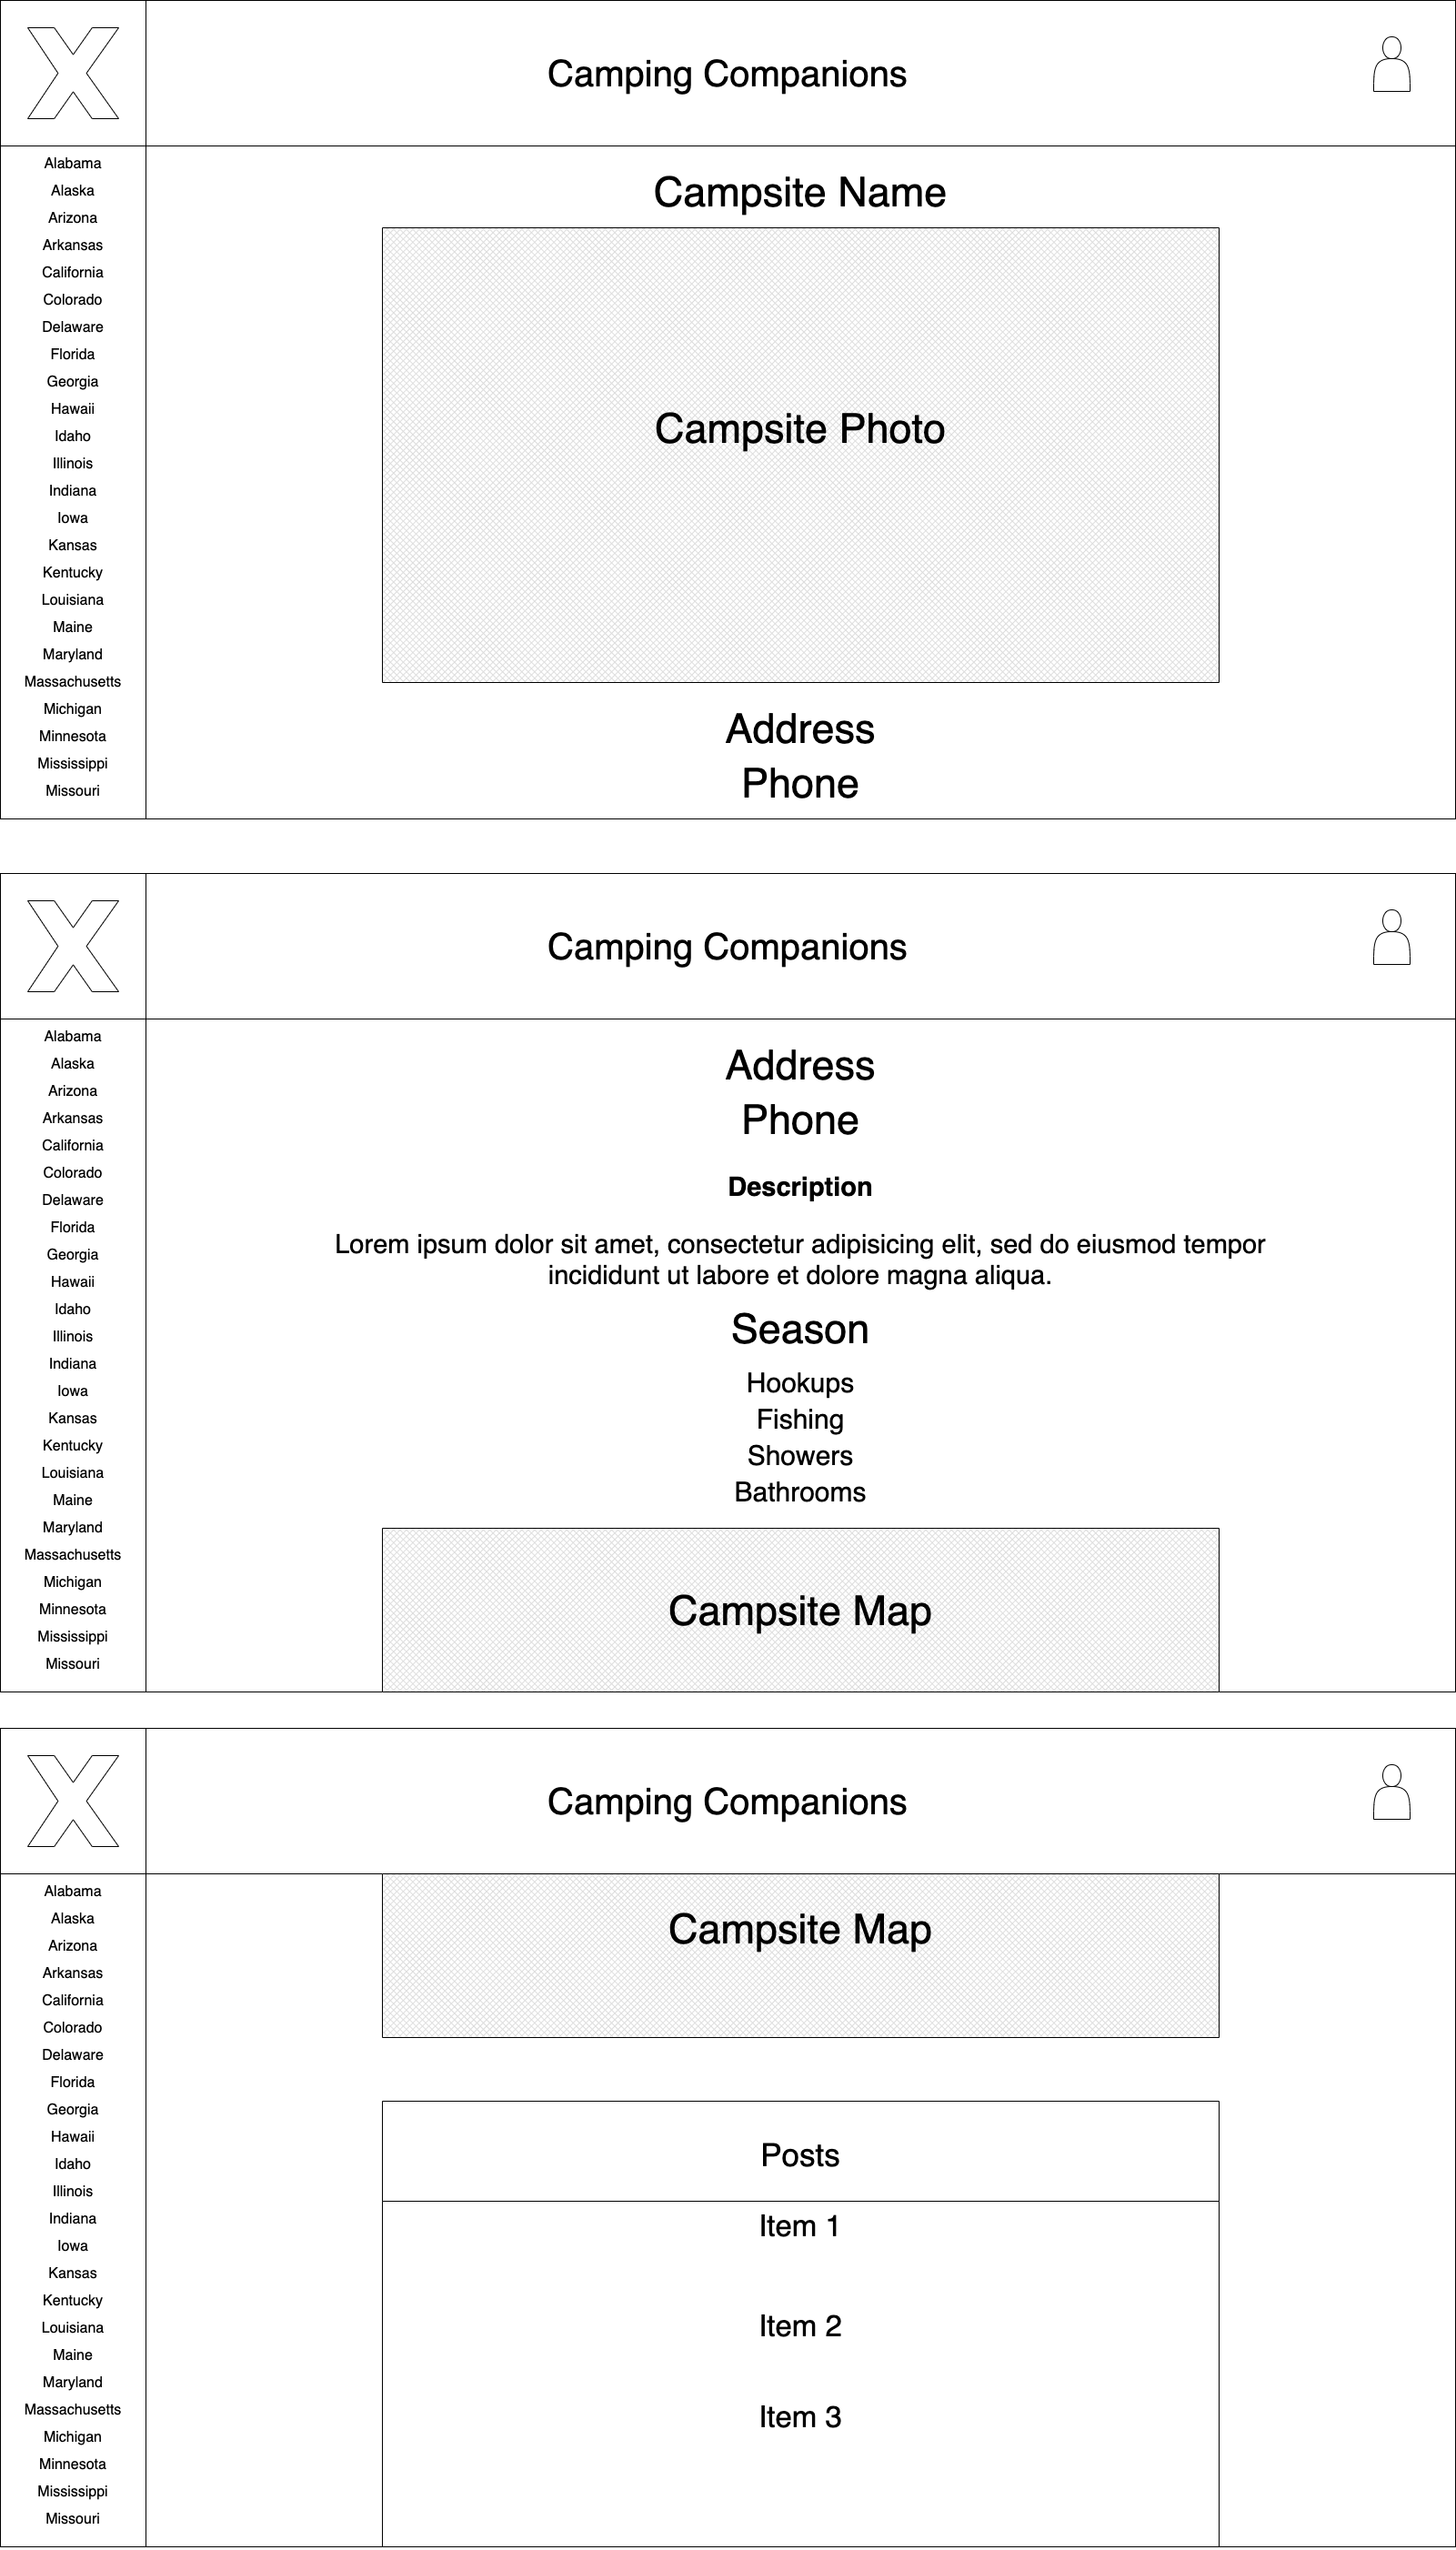 Camping Companions
Alabama
Alaska
Arizona
Arkansas
California
Colorado
Delaware
Florida
Georgia
Hawaii
Idaho
Illinois
Indiana
Iowa
Kansas
Kentucky
Louisiana
Maine
Maryland
Massachusetts
Michigan
Minnesota
Mississippi
Missouri
Campsite Name
Campsite Photo
Address
Phone
Camping Companions
Alabama
Alaska
Arizona
Arkansas
California
Colorado
Delaware
Florida
Georgia
Hawaii
Idaho
Illinois
Indiana
Iowa
Kansas
Kentucky
Louisiana
Maine
Maryland
Massachusetts
Michigan
Minnesota
Mississippi
Missouri
Address
Phone
Description
Lorem ipsum dolor sit amet, consectetur adipisicing elit, sed do eiusmod tempor
incididunt ut labore et dolore magna aliqua.
Season
Hookups
Fishing
Showers
Bathrooms
Campsite Map
Camping Companions
Alabama
Alaska
Arizona
Arkansas
California
Colorado
Delaware
Florida
Georgia
Hawaii
Idaho
Illinois
Indiana
Iowa
Kansas
Kentucky
Louisiana
Maine
Maryland
Massachusetts
Michigan
Minnesota
Mississippi
Missouri
Campsite Map
Posts
Item 1
Item 2
Item 3